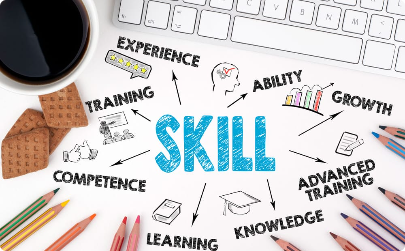 EXPERIENCE
ABILITY
TRAINING
GROWTH
SKILL
COMPETENCE
ADVANCED
TRAINING
LEARNING
KNOWLEDGE